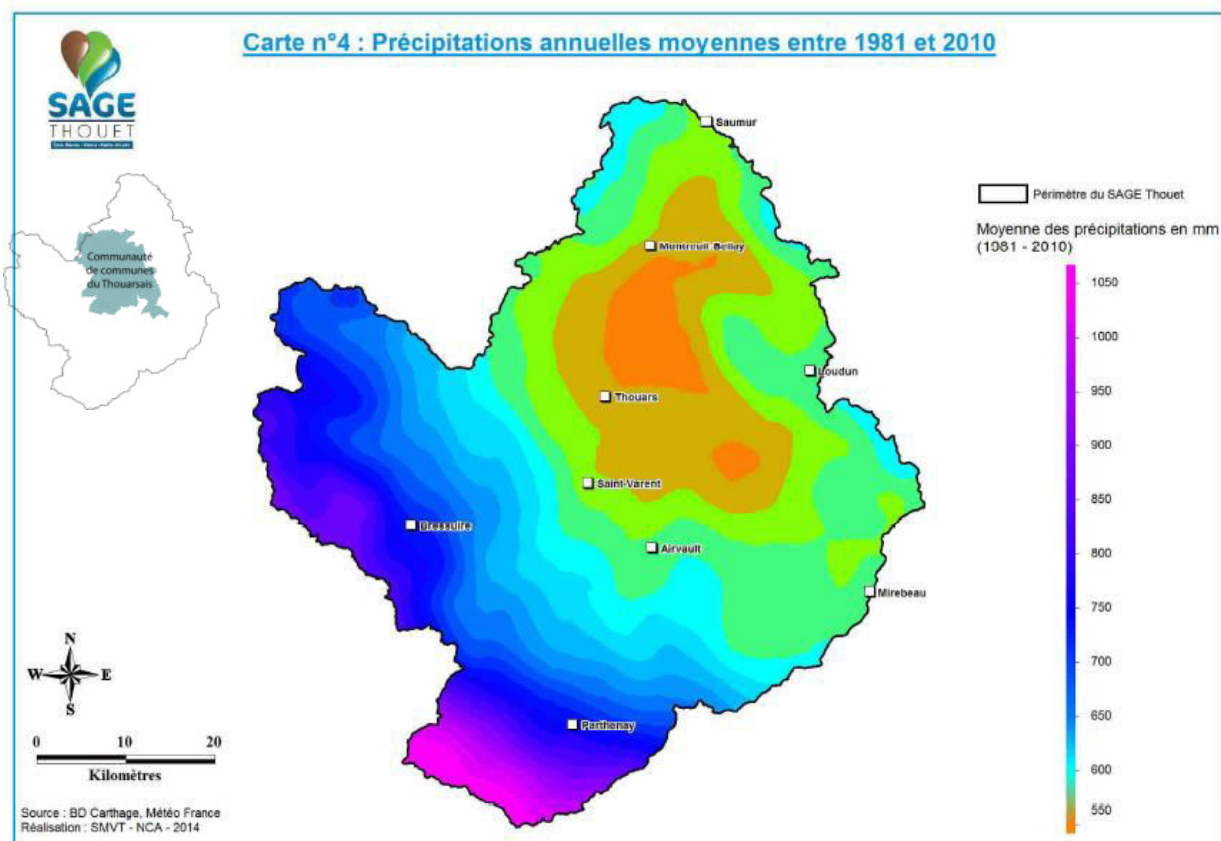 Carte n°4 : Précipitations annuelles moyennes entre 1981 et 2010
SAGE
THOUET
Communauté
de communes
du Thouarsais
Saumur
Montreuil-Bellay
Loudun
Thouars
Saint-Varent
Bressuire
Airvault
Mirebeau
Parthenay
Périmètre du SAGE Thouet
Moyenne des précipitations en mm
(1981 - 2010)
1050
1000
950
900
850
800
750
700
650
600
550
N
W E
S
0 10 20
Kilomètres
Source : BD Carthage, Météo France
Réalisation : SMVT - NCA - 2014